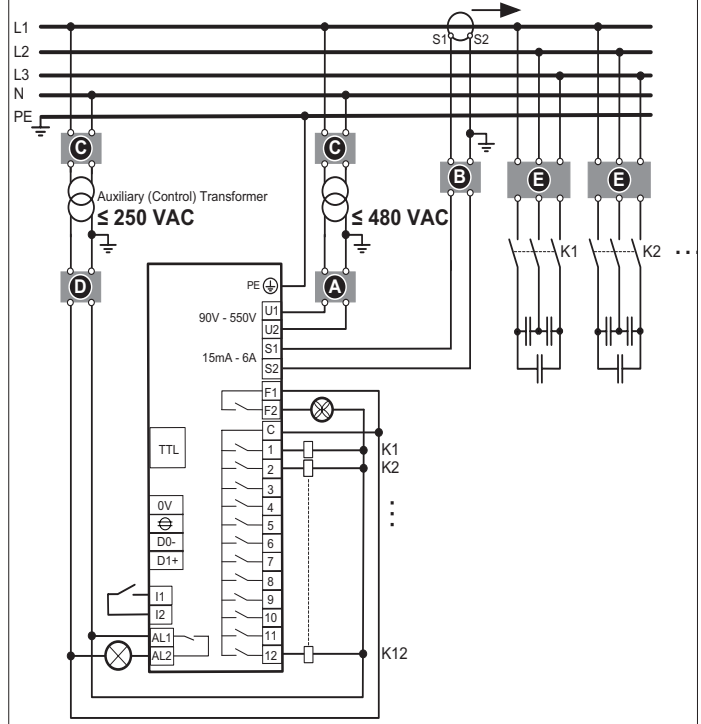 L1
S1 S2
L2
L3
N
PE
C C B E E
Auxiliary (Control) Transformer
≤ 250 VAC ≤ 480 VAC
K1 K2 ...
D A
PE
90V - 550V U1
U2
15mA - 6A S1
S2
F1
F2
C
TTL 1 K1
2 K2
3
0V 4
5
D0- 6
D1+ 7
8
I1 9
I2 10
AL1 11
AL2 12 K12